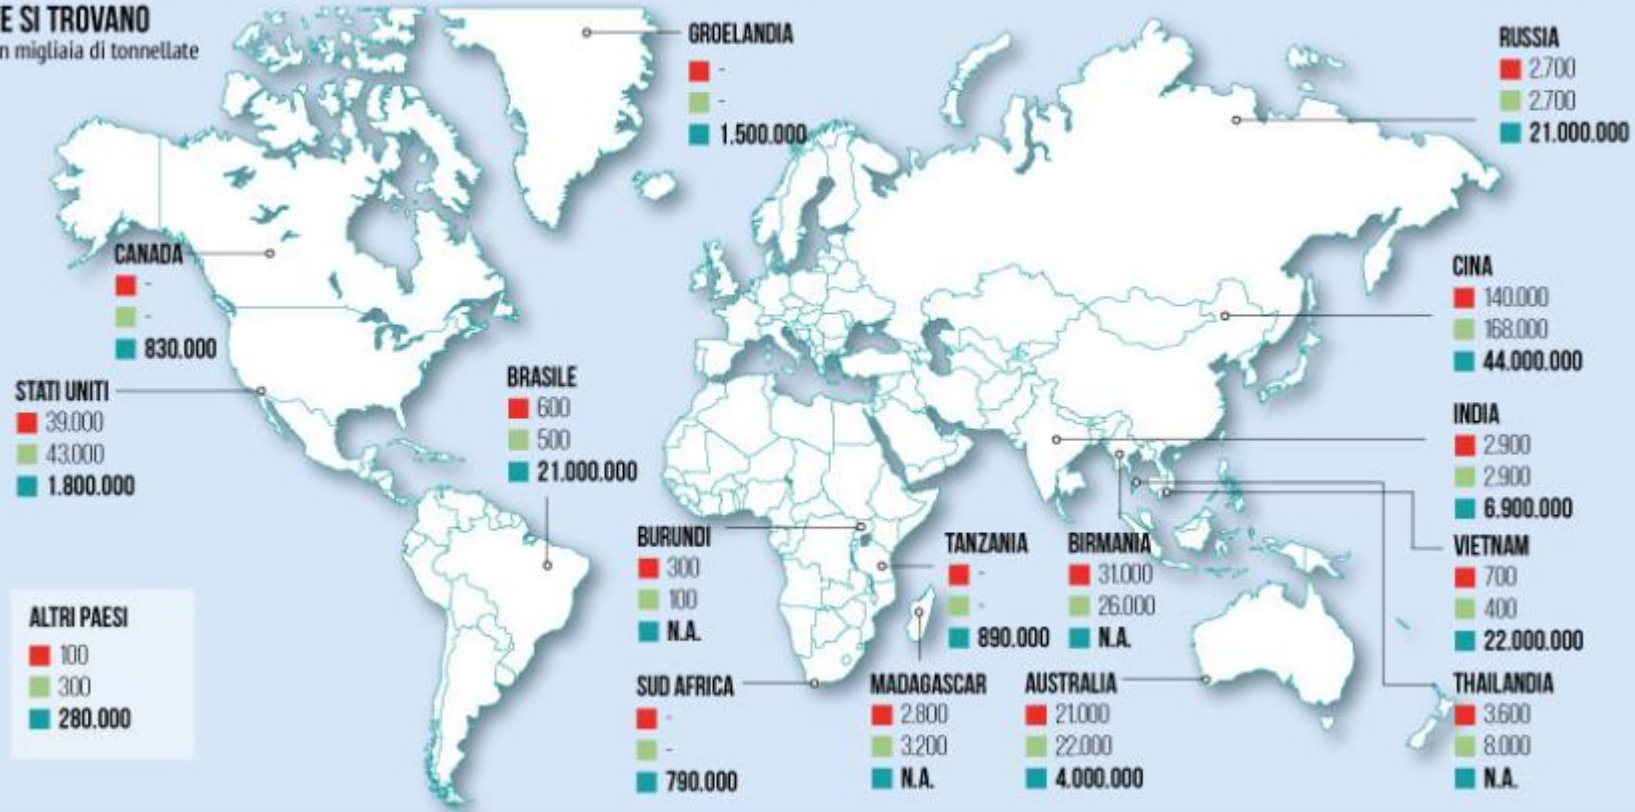 E SI TROVANO
n migliaia di tonnellate
GROELANDIA
-
-
1.500.000
RUSSIA
2.700
2.700
21.000.000
CANADA
-
-
830.000
CINA
140.000
168.000
44.000.000
STATI UNITI
39.000
43.000
1.800.000
BRASILE
600
500
21.000.000
INDIA
2.900
2.900
6.900.000
BURUNDI
300
100
N.A.
TANZANIA
-
-
890.000
BIRMANIA
31.000
26.000
N.A.
VIETNAM
700
400
22.000.000
ALTRI PAESI
100
300
280.000
SUD AFRICA
-
-
790.000
MADAGASCAR
2.800
3.200
N.A.
AUSTRALIA
21.000
22.000
4.000.000
THAILANDIA
3.600
8.000
N.A.